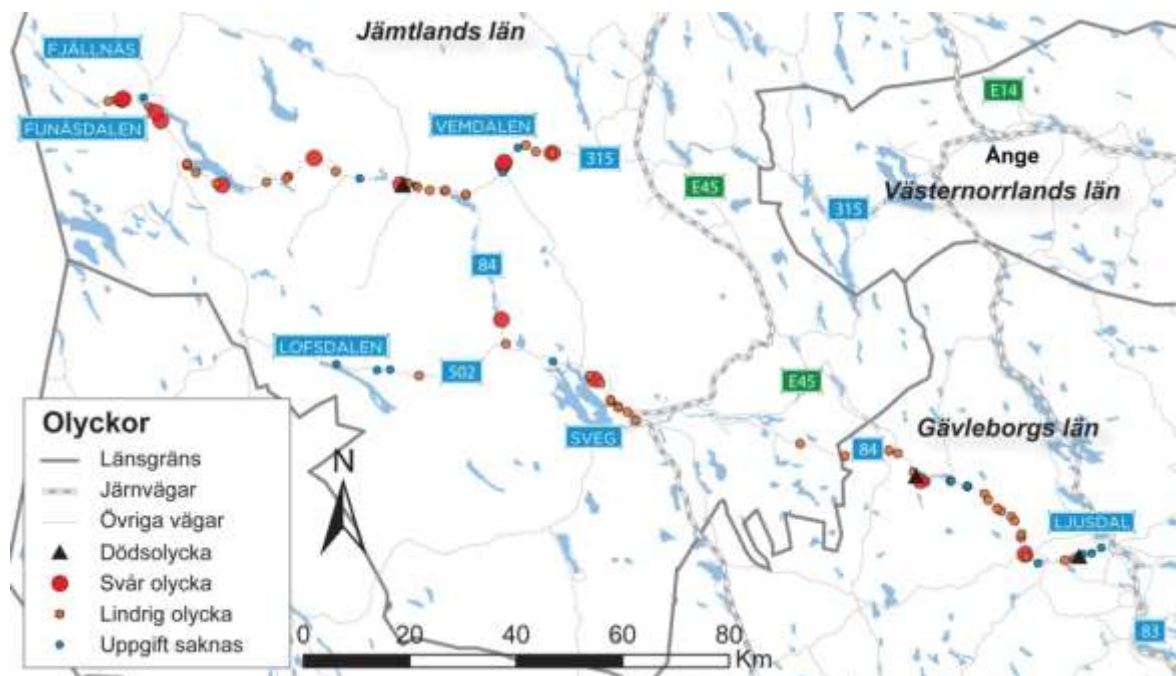 Jämtlands län
FJÄLLNÄS
FUNÄSDALEN
VEMDALEN
315
E14
Ånge
Västernorrlands län
E45
315
84
LOFSDALEN
502
E45
SVEG
84
Gävleborgs län
LJUSDAL
83
Olyckor
Länsgräns
Järnvägar
Övriga vägar
Dödsolycka
Svår olycka
Lindrig olycka
Uppgift saknas
N
0 20 40 60 80
Km